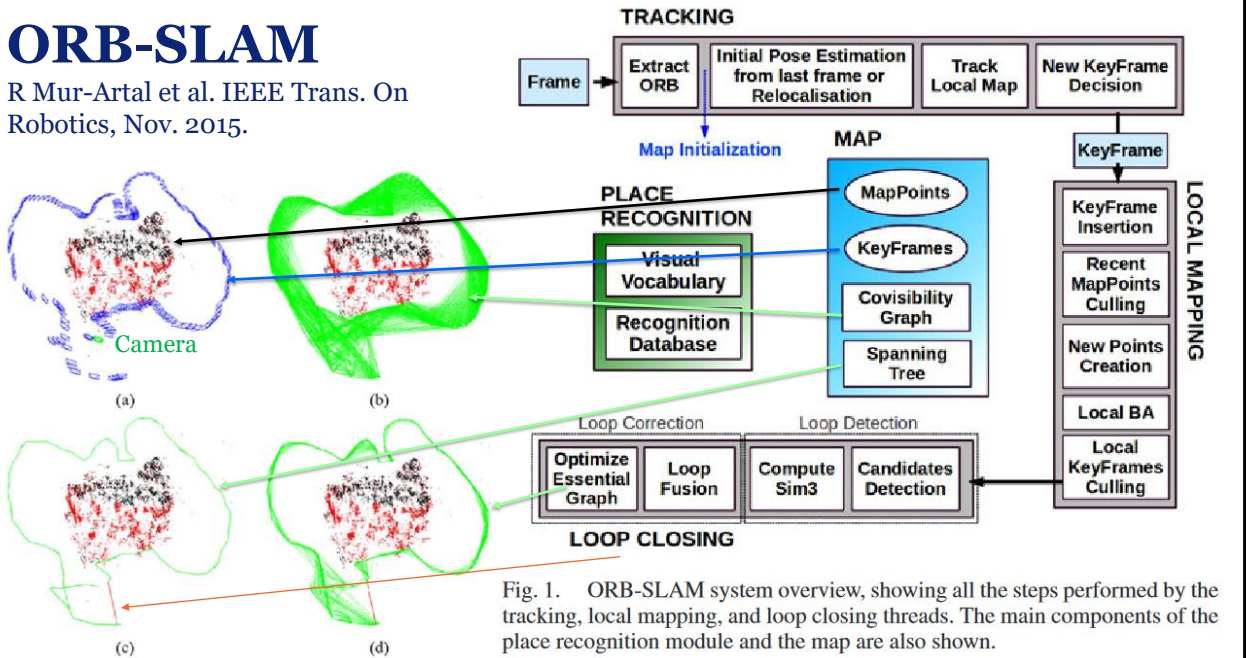 ORB-SLAM
R Mur-Artal et al. IEEE Trans. On
Robotics, Nov. 2015.
TRACKING
Frame
Extract
ORB
Initial Pose Estimation
from last frame or
Relocalisation
Track
Local Map
New KeyFrame
Decision
Map Initialization
MAP
KeyFrame
MapPoints
KeyFrames
Covisibility
Graph
Spanning
Tree
PLACE
RECOGNITION
Visual
Vocabulary
Recognition
Database
LOCAL MAPPING
KeyFrame
Insertion
Recent
MapPoints
Culling
New Points
Creation
Local BA
Local
KeyFrames
Culling
Camera
(a)
(b)
Loop Correction
Loop Detection
Optimize
Essential
Graph
Loop
Fusion
Compute
Sim3
Candidates
Detection
LOOP CLOSING
(c)
(d)
Fig. 1. ORB-SLAM system overview, showing all the steps performed by the
tracking, local mapping, and loop closing threads. The main components of the
place recognition module and the map are also shown.